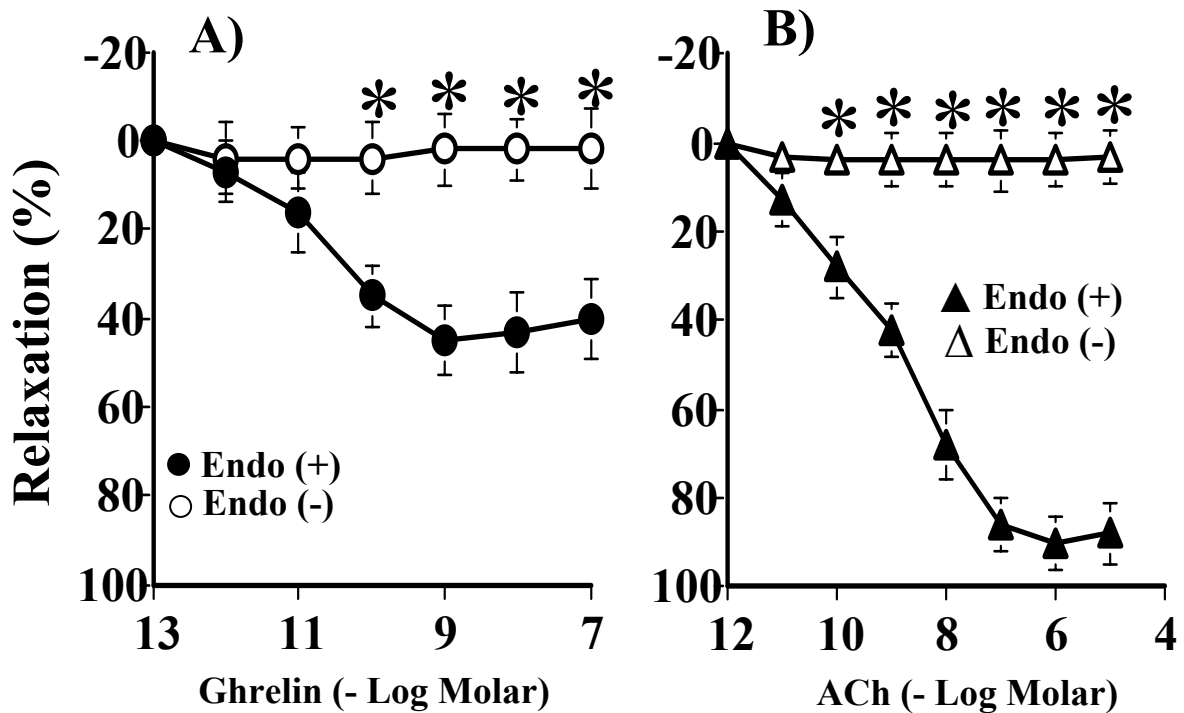 A)
Relaxation (%)
-20
0
20
40
60
80
100
* * * *
Endo (+)
Endo (-)
13 11 9 7
Ghrelin (- Log Molar)
B)
-20
0
20
40
60
80
100
* * * * * *
Endo (+)
Endo (-)
12 10 8 6 4
ACh (- Log Molar)